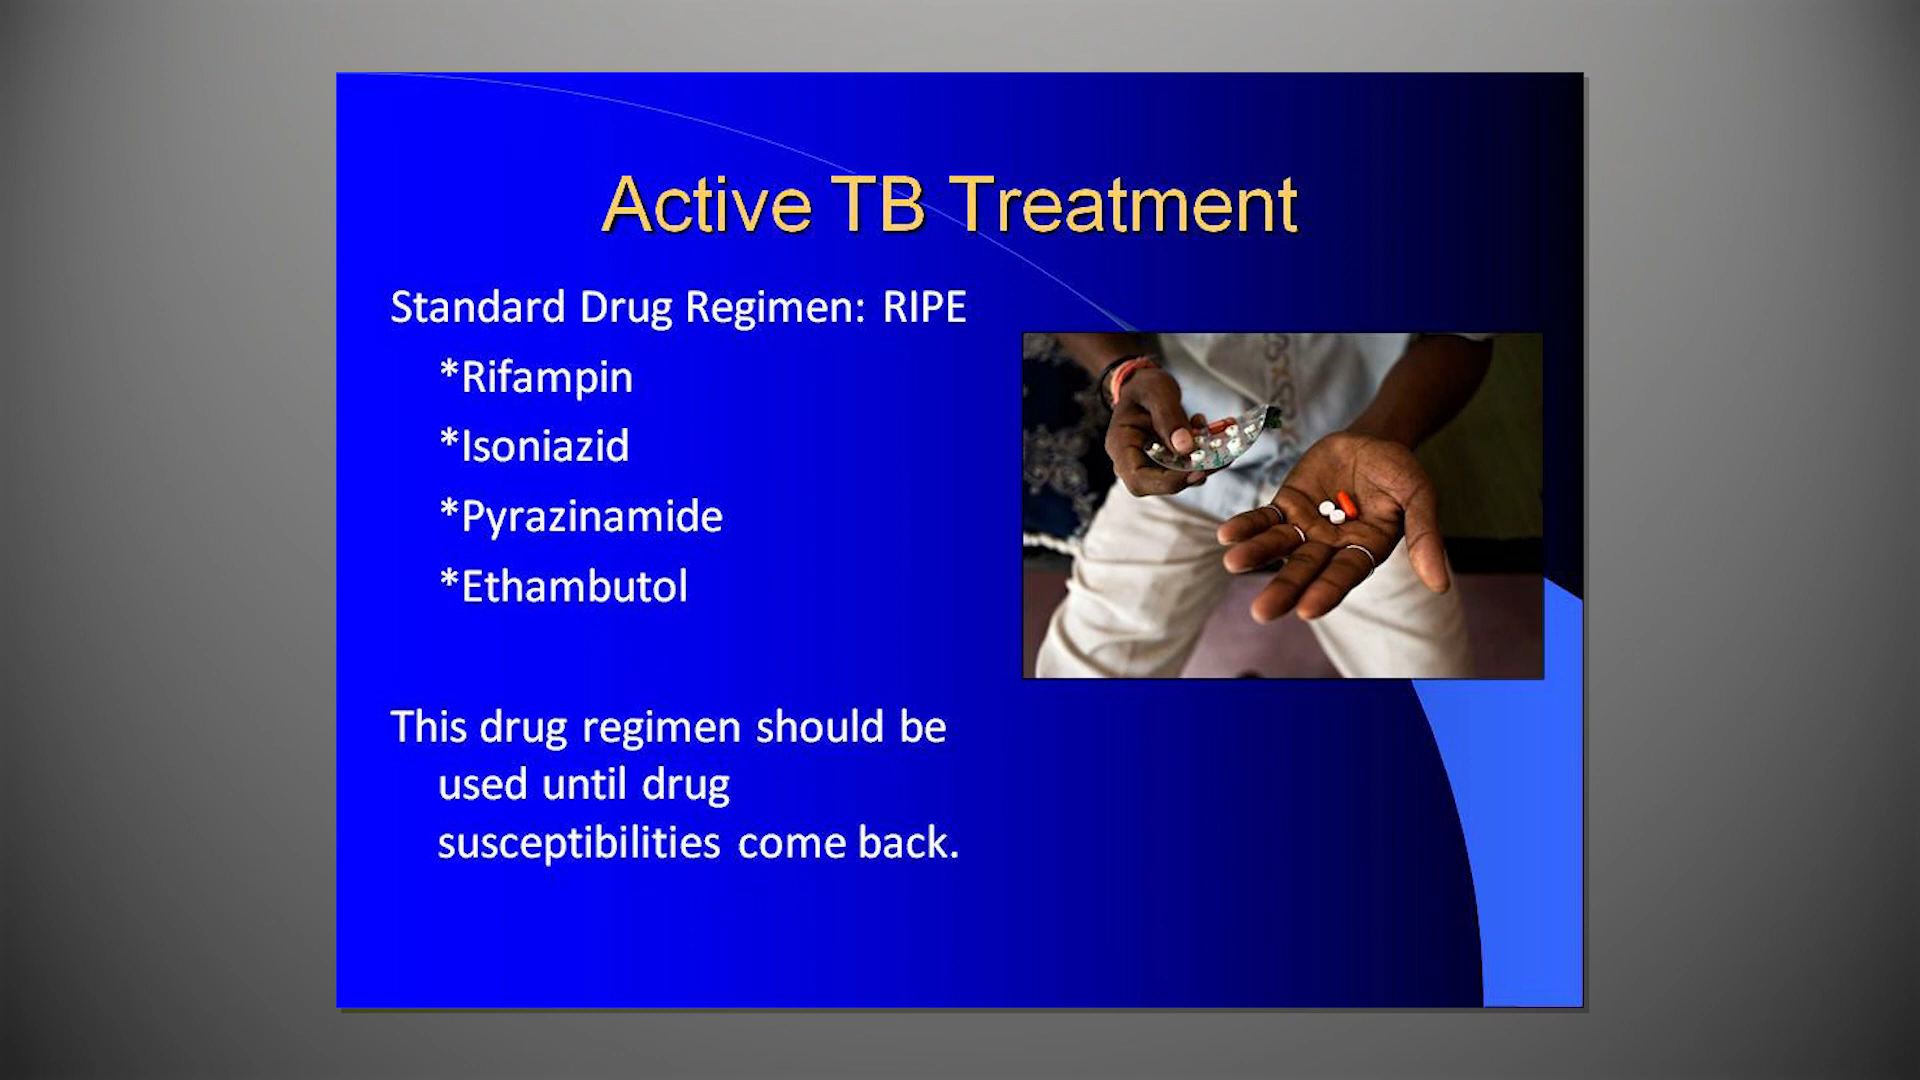 Active TB Treatment
Standard Drug Regimen: RIPE
*Rifampin
*Isoniazid
*Pyrazinamide
*Ethambutol
This drug regimen should be
used until drug
susceptibilities come back.